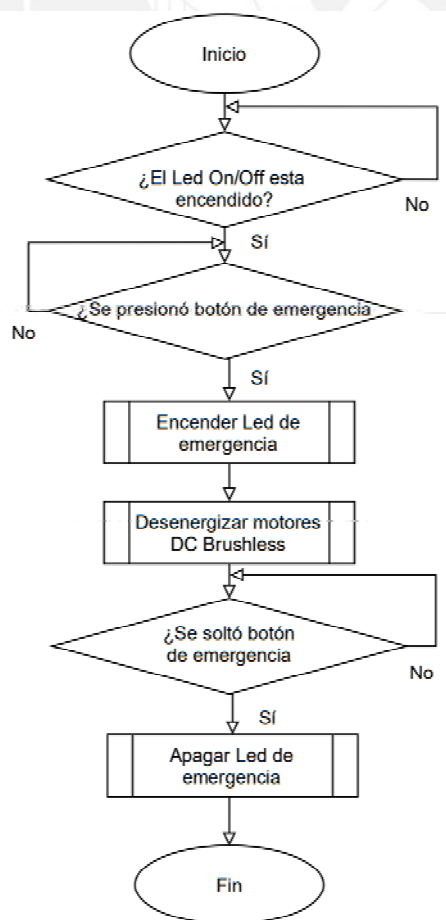 Inicio
¿El Led On/Off esta
encendido?
No
Sí
¿Se presionó botón de emergencia
No
Sí
Encender Led de
emergencia
Desenergizar motores
DC Brushless
¿Se soltó botón
de emergencia
No
Sí
Apagar Led de
emergencia
Fin